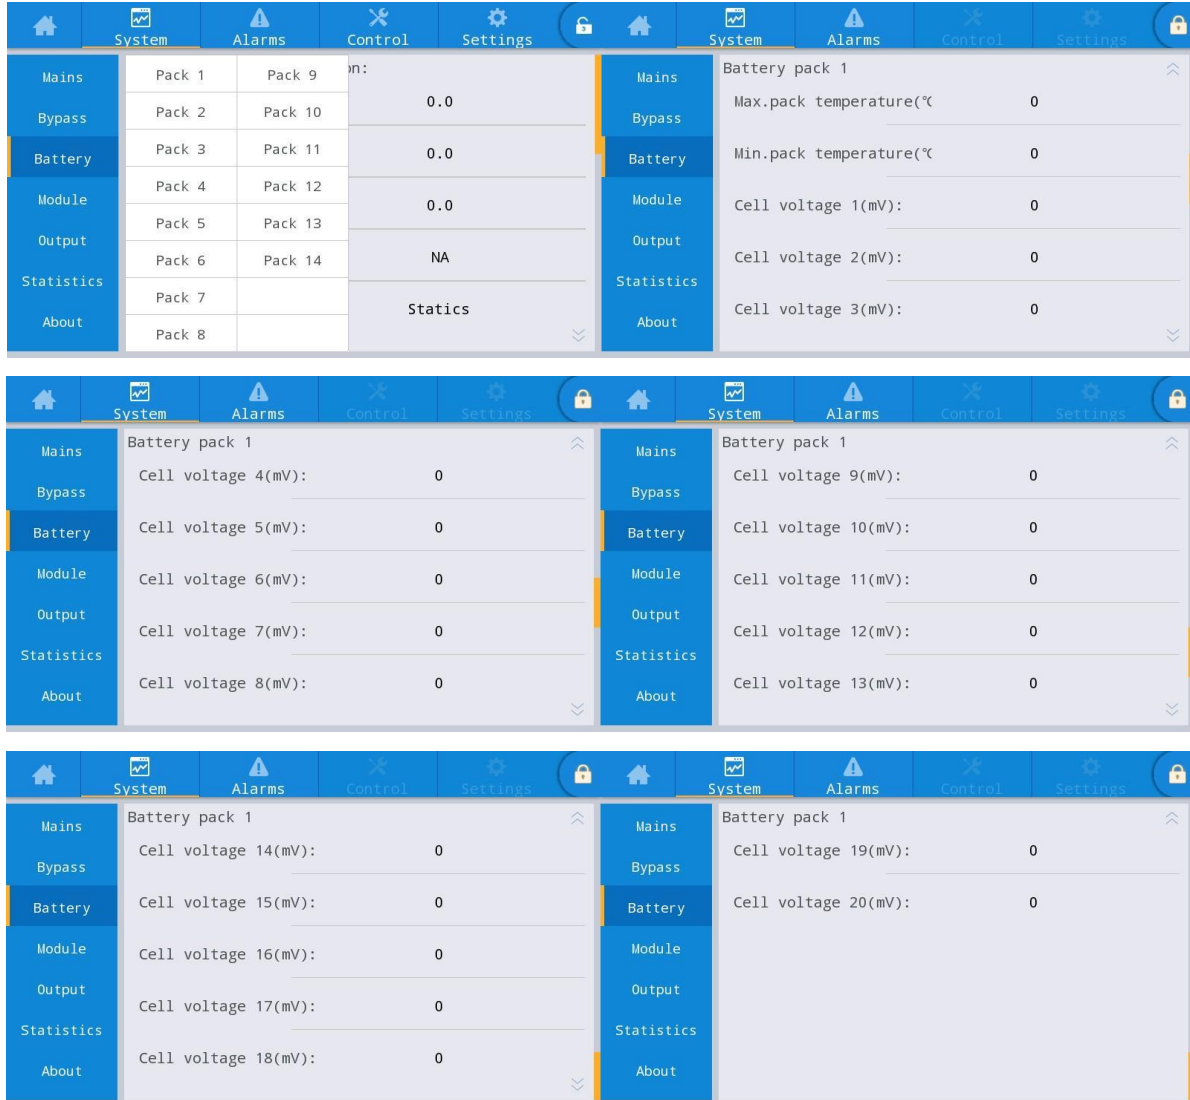 System Alarms Control Settings
Mains
Bypass
Battery
Module
Output
Statistics
About
Pack 1 Pack 9
Pack 2 Pack 10
Pack 3 Pack 11
Pack 4 Pack 12
Pack 5 Pack 13
Pack 6 Pack 14
Pack 7
Pack 8
on:
0.0
0.0
0.0
NA
Statics
System Alarms Control Settings
Mains
Bypass
Battery
Module
Output
Statistics
About
Battery pack 1
Max.pack temperature(℃ 0
Min.pack temperature(℃ 0
Cell voltage 1(mV): 0
Cell voltage 2(mV): 0
Cell voltage 3(mV): 0
System Alarms Control Settings
Mains
Bypass
Battery
Module
Output
Statistics
About
Battery pack 1
Cell voltage 4(mV): 0
Cell voltage 5(mV): 0
Cell voltage 6(mV): 0
Cell voltage 7(mV): 0
Cell voltage 8(mV): 0
System Alarms Control Settings
Mains
Bypass
Battery
Module
Output
Statistics
About
Battery pack 1
Cell voltage 9(mV): 0
Cell voltage 10(mV): 0
Cell voltage 11(mV): 0
Cell voltage 12(mV): 0
Cell voltage 13(mV): 0
System Alarms Control Settings
Mains
Bypass
Battery
Module
Output
Statistics
About
Battery pack 1
Cell voltage 14(mV): 0
Cell voltage 15(mV): 0
Cell voltage 16(mV): 0
Cell voltage 17(mV): 0
Cell voltage 18(mV): 0
System Alarms Control Settings
Mains
Bypass
Battery
Module
Output
Statistics
About
Battery pack 1
Cell voltage 19(mV): 0
Cell voltage 20(mV): 0